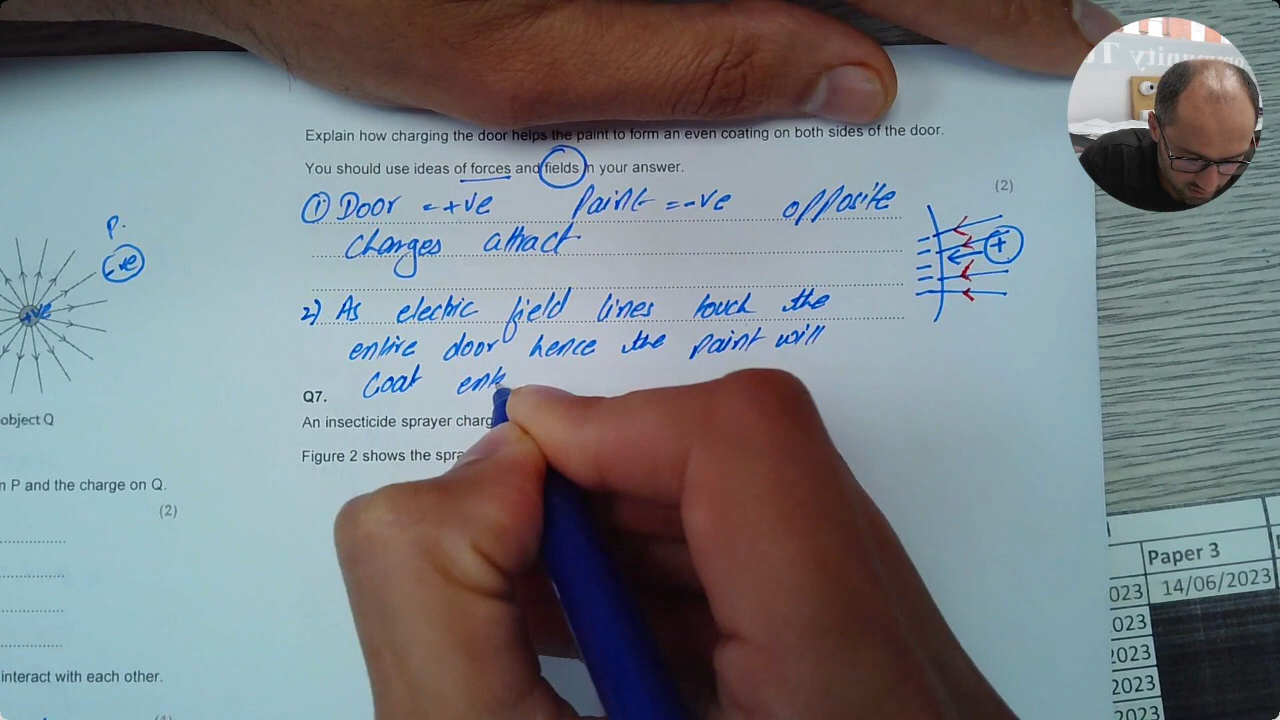 Explain how charging the door helps the paint to form an even coating on both sides of the door.
You should use ideas of forces and fields in your answer.
(2)
① Door = +ve Paint = -ve opposite
charges attract
2) As electric field lines touch the
entire door hence the paint will
coat
Q7.
An insecticide sprayer
Figure 2 shows the
P.
-ve
+ve
+
object Q
P and the charge on Q.
(2)
interact with each other.
Paper 3
14/06/2023
023
023
2023
2023
2023